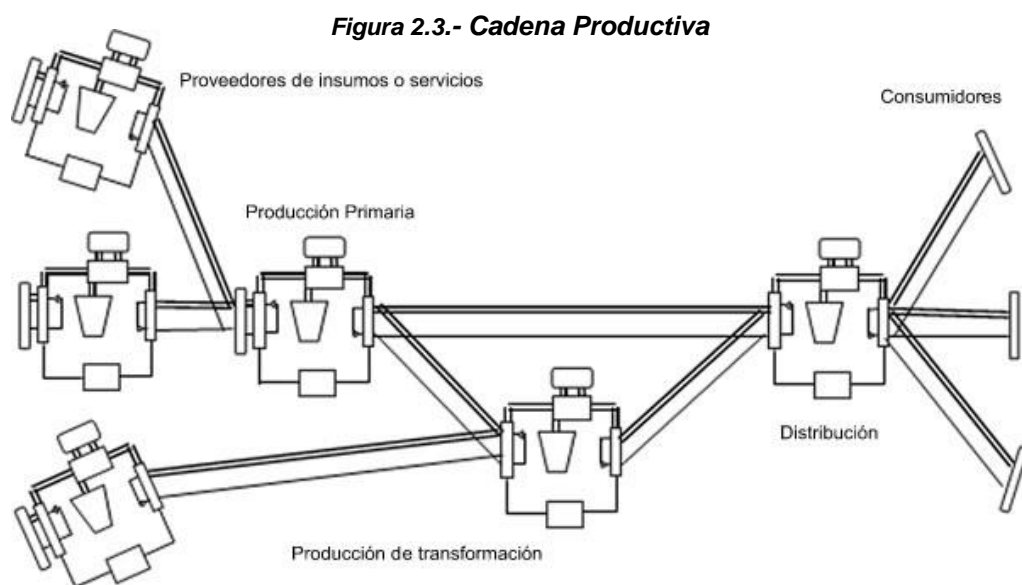 Figura 2.3.- Cadena Productiva
Proveedores de insumos o servicios
Consumidores
Producción Primaria
Distribución
Producción de transformación